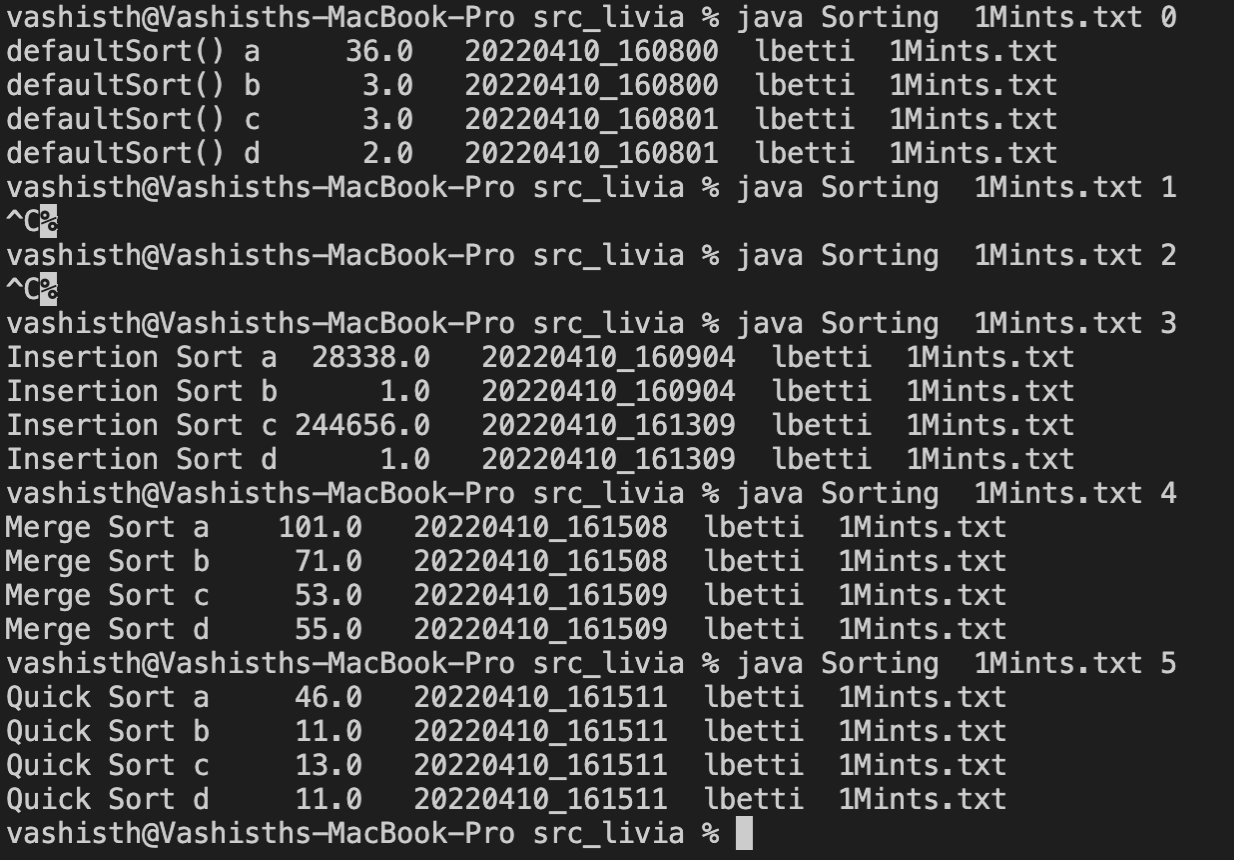 vashisth@Vashisths-MacBook-Pro src_livia % java Sorting  1Mints.txt 0
defaultSort() a     36.0   20220410_160800  lbetti  1Mints.txt
defaultSort() b      3.0   20220410_160800  lbetti  1Mints.txt
defaultSort() c      3.0   20220410_160801  lbetti  1Mints.txt
defaultSort() d      2.0   20220410_160801  lbetti  1Mints.txt
vashisth@Vashisths-MacBook-Pro src_livia % java Sorting  1Mints.txt 1
^C%
vashisth@Vashisths-MacBook-Pro src_livia % java Sorting  1Mints.txt 2
^C%
vashisth@Vashisths-MacBook-Pro src_livia % java Sorting  1Mints.txt 3
Insertion Sort a  28338.0   20220410_160904  lbetti  1Mints.txt
Insertion Sort b      1.0   20220410_160904  lbetti  1Mints.txt
Insertion Sort c 244656.0   20220410_161309  lbetti  1Mints.txt
Insertion Sort d      1.0   20220410_161309  lbetti  1Mints.txt
vashisth@Vashisths-MacBook-Pro src_livia % java Sorting  1Mints.txt 4
Merge Sort a    101.0   20220410_161508  lbetti  1Mints.txt
Merge Sort b     71.0   20220410_161508  lbetti  1Mints.txt
Merge Sort c     53.0   20220410_161509  lbetti  1Mints.txt
Merge Sort d     55.0   20220410_161509  lbetti  1Mints.txt
vashisth@Vashisths-MacBook-Pro src_livia % java Sorting  1Mints.txt 5
Quick Sort a     46.0   20220410_161511  lbetti  1Mints.txt
Quick Sort b     11.0   20220410_161511  lbetti  1Mints.txt
Quick Sort c     13.0   20220410_161511  lbetti  1Mints.txt
Quick Sort d     11.0   20220410_161511  lbetti  1Mints.txt
vashisth@Vashisths-MacBook-Pro src_livia %